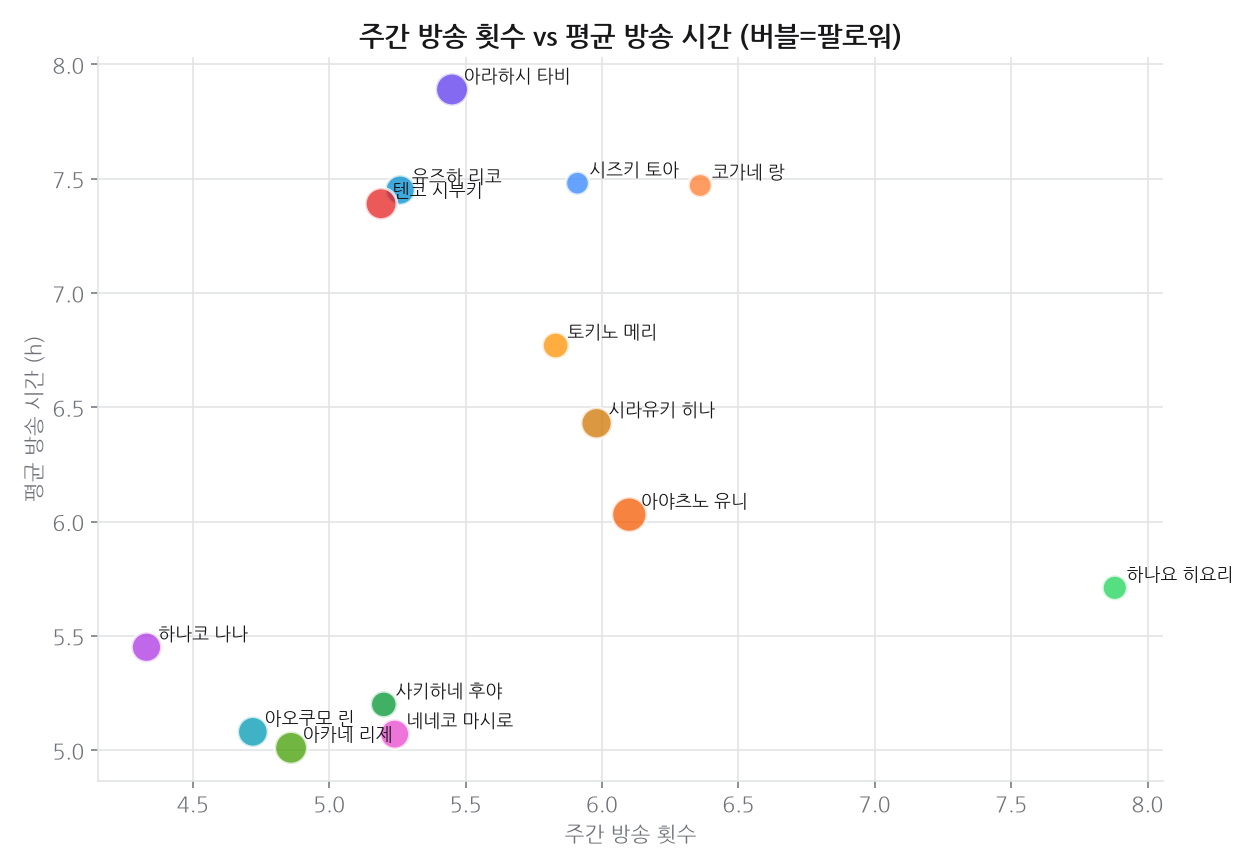 주간 방송 횟수 vs 평균 방송 시간 (버블=팔로워)
평균 방송 시간 (h)
8.0
7.5
7.0
6.5
6.0
5.5
5.0
아라하시 타비
유즈하 리코
텐코 시부키
시즈키 토아
코가네 랑
토키노 메리
시라유키 히나
아야츠노 유니
하나요 히요리
하나코 나나
사키하네 후야
네네코 마시로
아오쿠모 린
아카네 리제
4.5
5.0
5.5
6.0
6.5
7.0
7.5
8.0
주간 방송 횟수